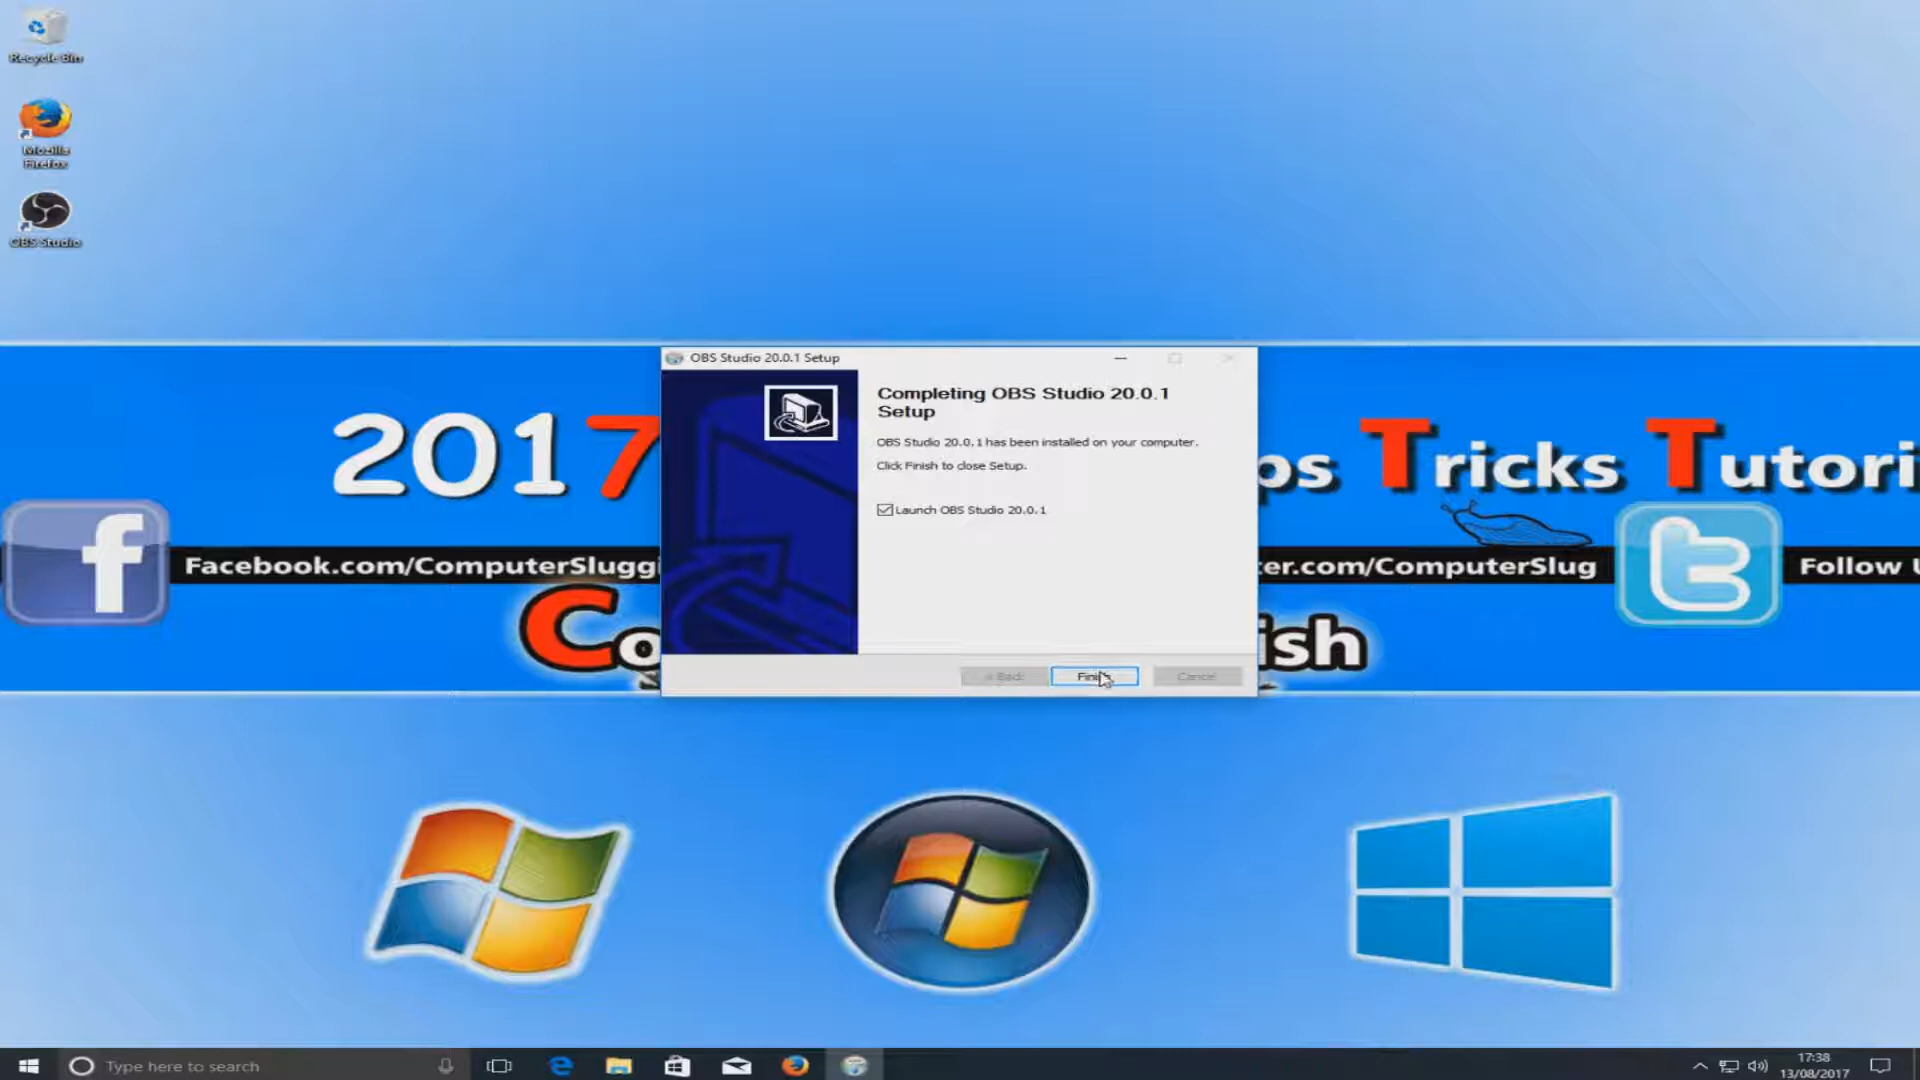 Recycle Bin
Mozilla
Firefox
OBS Studio
OBS Studio 20.0.1 Setup
Completing OBS Studio 20.0.1
Setup
OBS Studio 20.0.1 has been installed on your computer.
Click Finish to close Setup.
Launch OBS Studio 20.0.1
< Back
Finish
Cancel
2017
ps Tricks Tutori
Facebook.com/ComputerSluggi
er.com/ComputerSlug
Follow U
Co
ish
Type here to search
17:38
13/08/2017